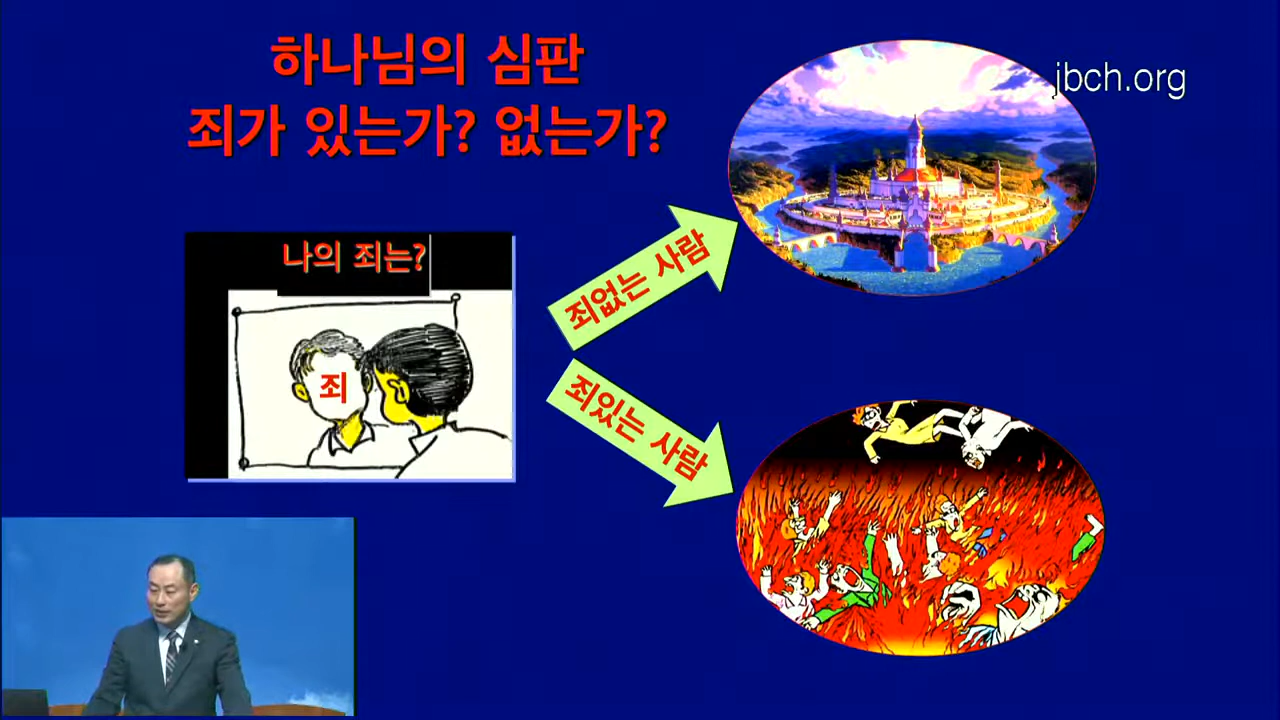 하나님의 심판
죄가 있는가? 없는가?
jbch.org
나의 죄는?
죄
죄없는 사람
죄있는 사람